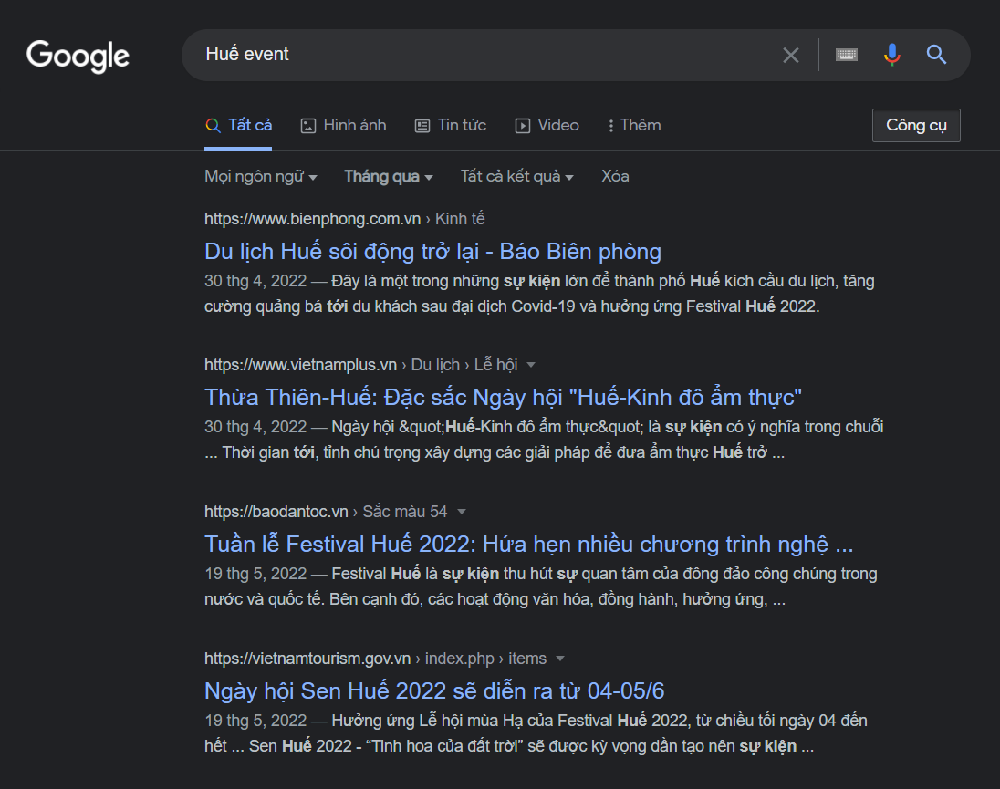 Google
Huế event
Tất cả Hình ảnh Tin tức Video Thêm Công cụ
Mọi ngôn ngữ Tháng qua Tất cả kết quả Xóa
https://www.bienphong.com.vn › Kinh tế
Du lịch Huế sôi động trở lại - Báo Biên phòng
30 thg 4, 2022 — Đây là một trong những sự kiện lớn để thành phố Huế kích cầu du lịch, tăng
cường quảng bá tới du khách sau đại dịch Covid-19 và hưởng ứng Festival Huế 2022.
https://www.vietnamplus.vn › Du lịch › Lễ hội
Thừa Thiên-Huế: Đặc sắc Ngày hội "Huế-Kinh đô ẩm thực"
30 thg 4, 2022 — Ngày hội &quot;Huế-Kinh đô ẩm thực&quot; là sự kiện có ý nghĩa trong chuỗi
... Thời gian tới, tỉnh chú trọng xây dựng các giải pháp để đưa ẩm thực Huế trở ...
https://baodantoc.vn › Sắc màu 54
Tuần lễ Festival Huế 2022: Hứa hẹn nhiều chương trình nghệ ...
19 thg 5, 2022 — Festival Huế là sự kiện thu hút sự quan tâm của đông đảo công chúng trong
nước và quốc tế. Bên cạnh đó, các hoạt động văn hóa, đồng hành, hưởng ứng, ...
https://vietnamtourism.gov.vn › index.php › items
Ngày hội Sen Huế 2022 sẽ diễn ra từ 04-05/6
19 thg 5, 2022 — Hưởng ứng Lễ hội mùa Hạ của Festival Huế 2022, từ chiều tối ngày 04 đến
hết ... Sen Huế 2022 - “Tinh hoa của đất trời” sẽ được kỳ vọng dần tạo nên sự kiện ...